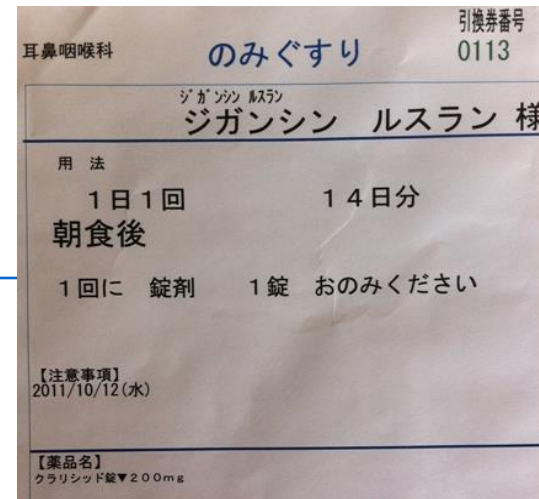 引換券番号
耳鼻咽喉科 のみぐすり 0113
ジガンシン ルスラン
ジガンシン ルスラン 様
用 法
1日1回 14日分
朝食後
1回に 錠剤 1錠 おのみください
【注意事項】
2011/10/12(水)
【薬品名】
クラリシッド錠▼200mg